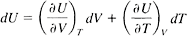 dU = (∂U/∂V)_T dV + (∂U/∂T)_V dT